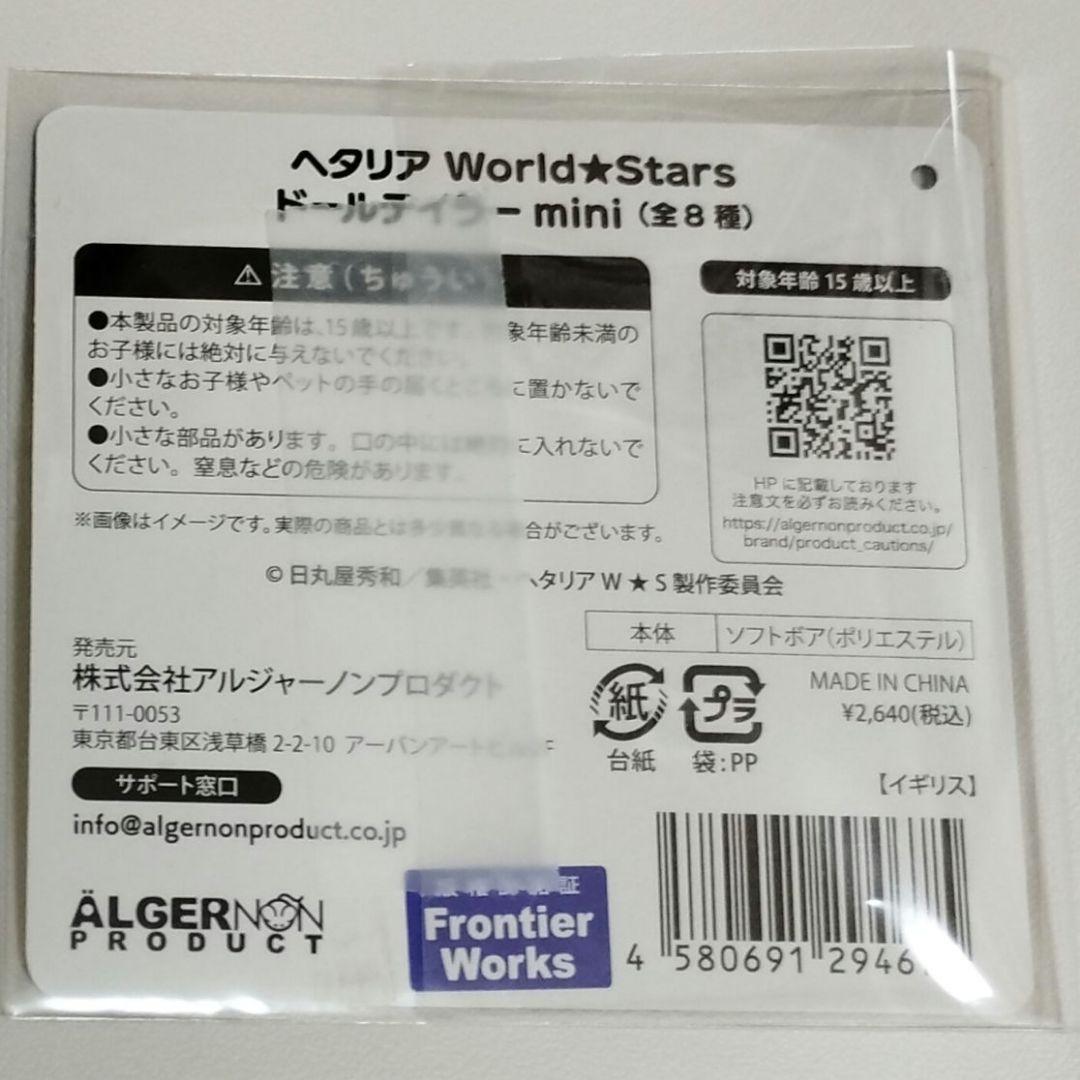 ヘタリア World★Stars
ドールテイラー mini（全8種）
⚠注意（ちゅうい）
●本製品の対象年齢は、15歳以上です。対象年齢未満の
お子様には絶対に与えないでください。
●小さなお子様やペットの手の届くところに置かないで
ください。
●小さな部品があります。口の中には絶対に入れないで
ください。窒息などの危険があります。
※画像はイメージです。実際の商品とは多少異なる場合がございます。
対象年齢15歳以上
HPに記載しております
注意文を必ずお読みください。
https://algernonproduct.co.jp/
brand/product_cautions/
©日丸屋秀和／集英社・ヘタリアW★S製作委員会
本体 ソフトボア(ポリエステル)
発売元
株式会社アルジャーノンプロダクト
〒111-0053
東京都台東区浅草橋2-2-10 アーバンアート
サポート窓口
info@algernonproduct.co.jp
紙
台紙
プラ
袋:PP
MADE IN CHINA
¥2,640(税込)
【イギリス】
ÄLGERNON
PRODUCT
Frontier
Works
4 580691 2946